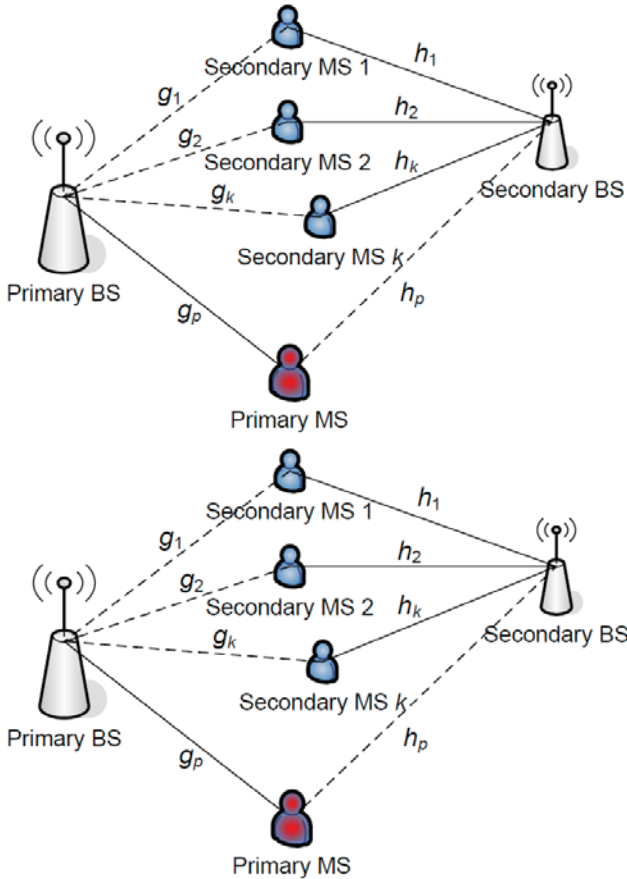 Secondary MS 1
h1
g1
g2
h2
Secondary MS 2
hk
Secondary BS
gk
Secondary MS k
Primary BS
gp
hp
Primary MS
Secondary MS 1
h1
g1
g2
h2
Secondary MS 2
hk
Secondary BS
gk
Secondary MS k
Primary BS
gp
hp
Primary MS